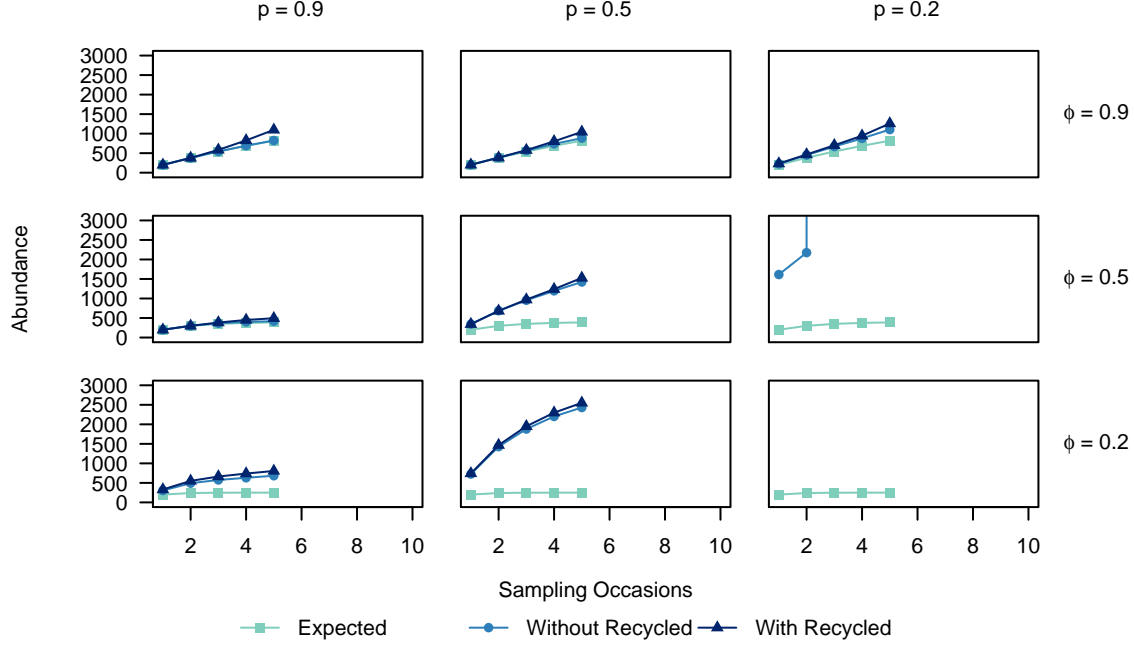 p = 0.9 p = 0.5 p = 0.2
3000
2500
2000
1500
1000
500
0
ϕ = 0.9
Abundance
3000
2500
2000
1500
1000
500
0
ϕ = 0.5
3000
2500
2000
1500
1000
500
0
ϕ = 0.2
2 4 6 8 10 2 4 6 8 10 2 4 6 8 10
Sampling Occasions
Expected Without Recycled With Recycled